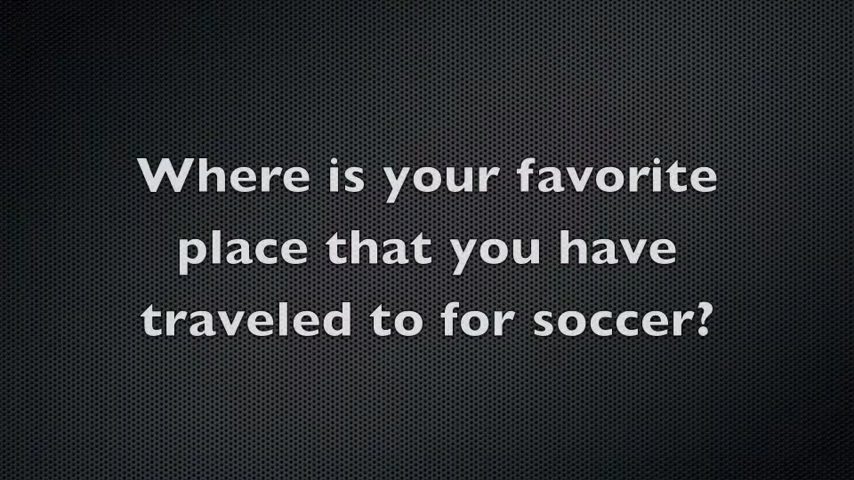 Where is your favorite
place that you have
traveled to for soccer?